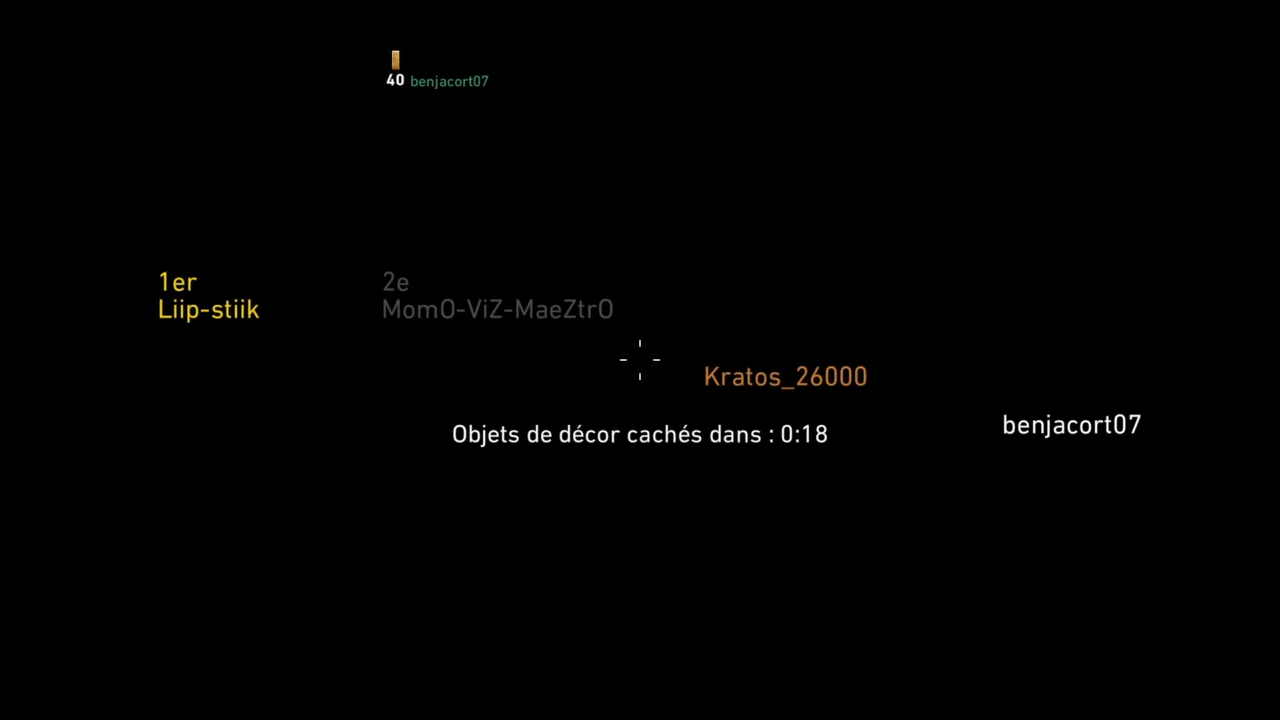 40 benjacort07
1er
Liip-stiik
2e
MomO-ViZ-MaeZtrO
Kratos_26000
benjacort07
Objets de décor cachés dans : 0:18